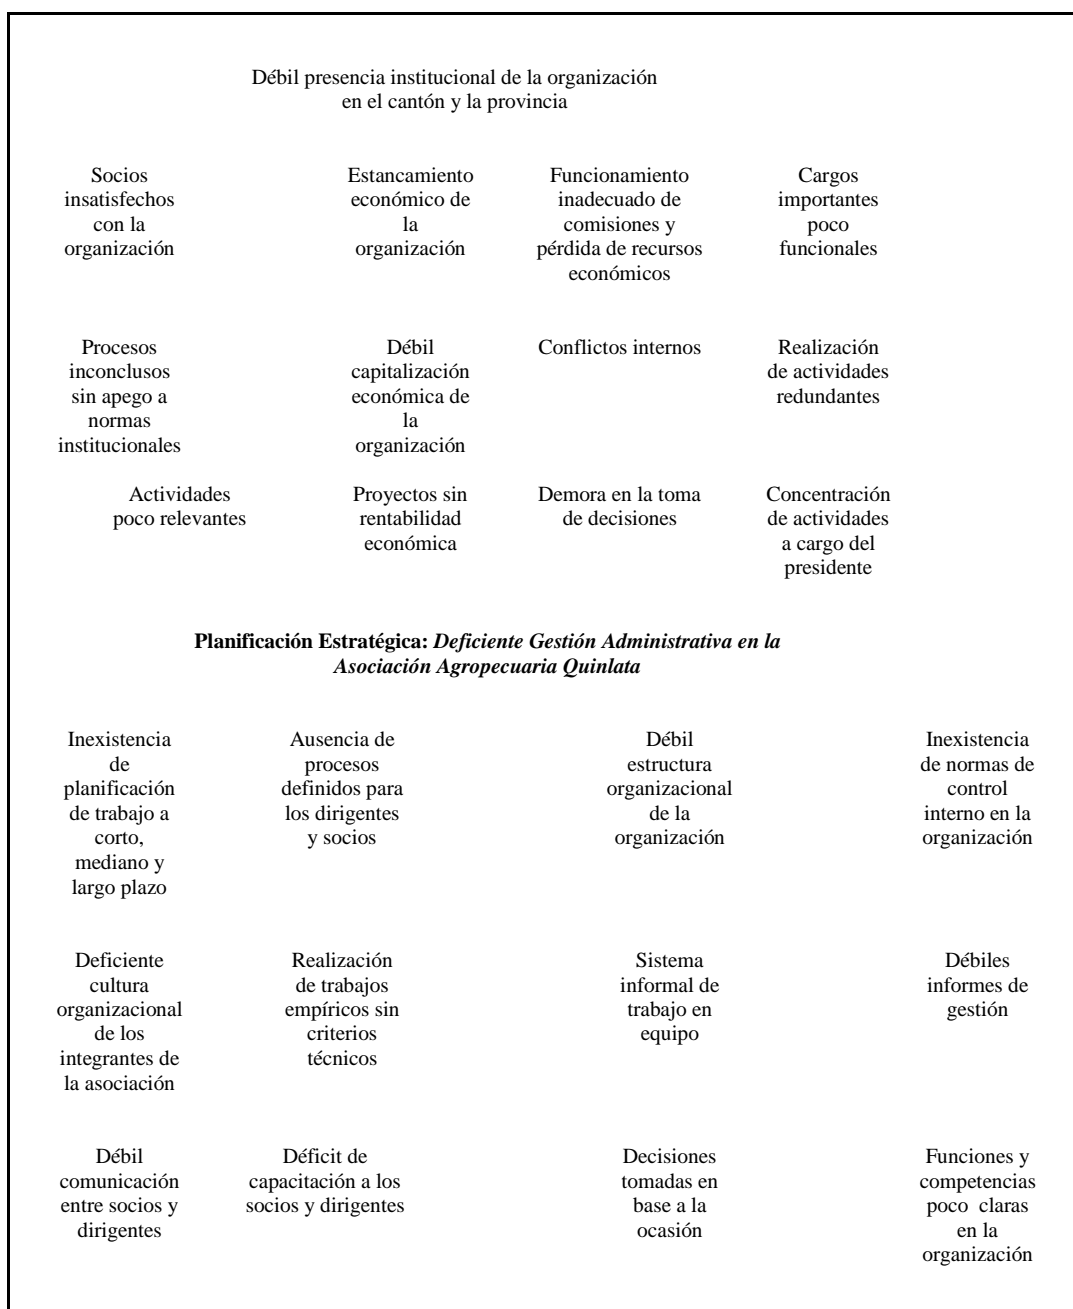 Débil presencia institucional de la organización
en el cantón y la provincia
Socios
insatisfechos
con la
organización
Estancamiento
económico de
la
organización
Funcionamiento
inadecuado de
comisiones y
pérdida de recursos
económicos
Cargos
importantes
poco
funcionales
Procesos
inconclusos
sin apego a
normas
institucionales
Débil
capitalización
económica de
la
organización
Conflictos internos
Realización
de actividades
redundantes
Actividades
poco relevantes
Proyectos sin
rentabilidad
económica
Demora en la toma
de decisiones
Concentración
de actividades
a cargo del
presidente
Planificación Estratégica: Deficiente Gestión Administrativa en la
Asociación Agropecuaria Quinlata
Inexistencia
de
planificación
de trabajo a
corto,
mediano y
largo plazo
Ausencia de
procesos
definidos para
los dirigentes
y socios
Débil
estructura
organizacional
de la
organización
Inexistencia
de normas de
control
interno en la
organización
Deficiente
cultura
organizacional
de los
integrantes de
la asociación
Realización
de trabajos
empíricos sin
criterios
técnicos
Sistema
informal de
trabajo en
equipo
Débiles
informes de
gestión
Débil
comunicación
entre socios y
dirigentes
Déficit de
capacitación a los
socios y dirigentes
Decisiones
tomadas en
base a la
ocasión
Funciones y
competencias
poco claras
en la
organización